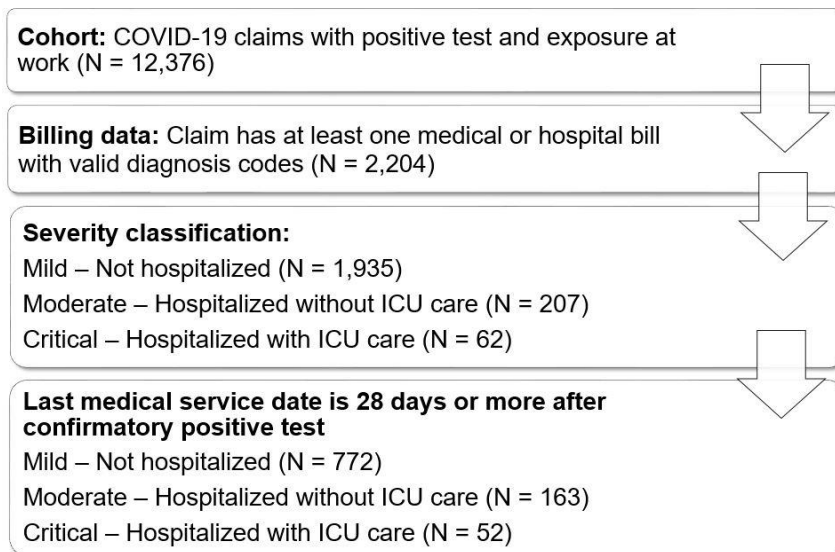 Cohort: COVID-19 claims with positive test and exposure at
work (N = 12,376)
Billing data: Claim has at least one medical or hospital bill
with valid diagnosis codes (N = 2,204)
Severity classification:
Mild – Not hospitalized (N = 1,935)
Moderate – Hospitalized without ICU care (N = 207)
Critical – Hospitalized with ICU care (N = 62)
Last medical service date is 28 days or more after
confirmatory positive test
Mild – Not hospitalized (N = 772)
Moderate – Hospitalized without ICU care (N = 163)
Critical – Hospitalized with ICU care (N = 52)